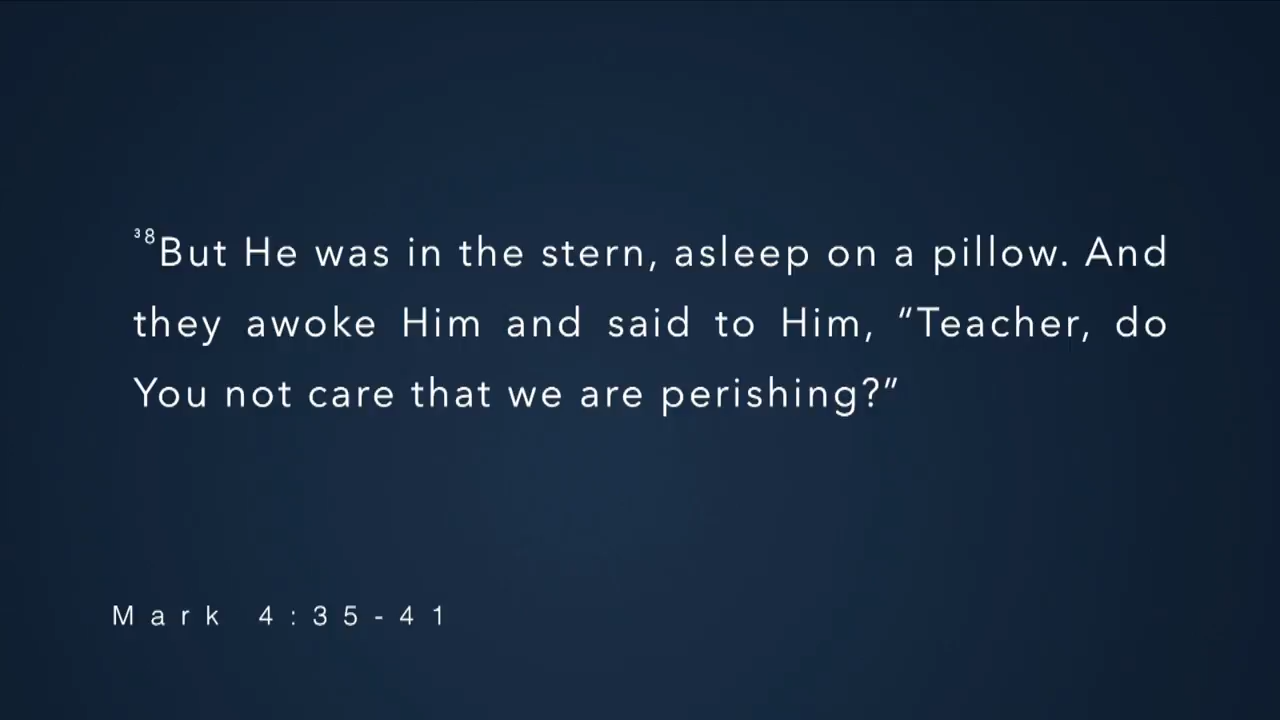 ³⁸But He was in the stern, asleep on a pillow. And
they awoke Him and said to Him, “Teacher, do
You not care that we are perishing?”
Mark 4:35-41